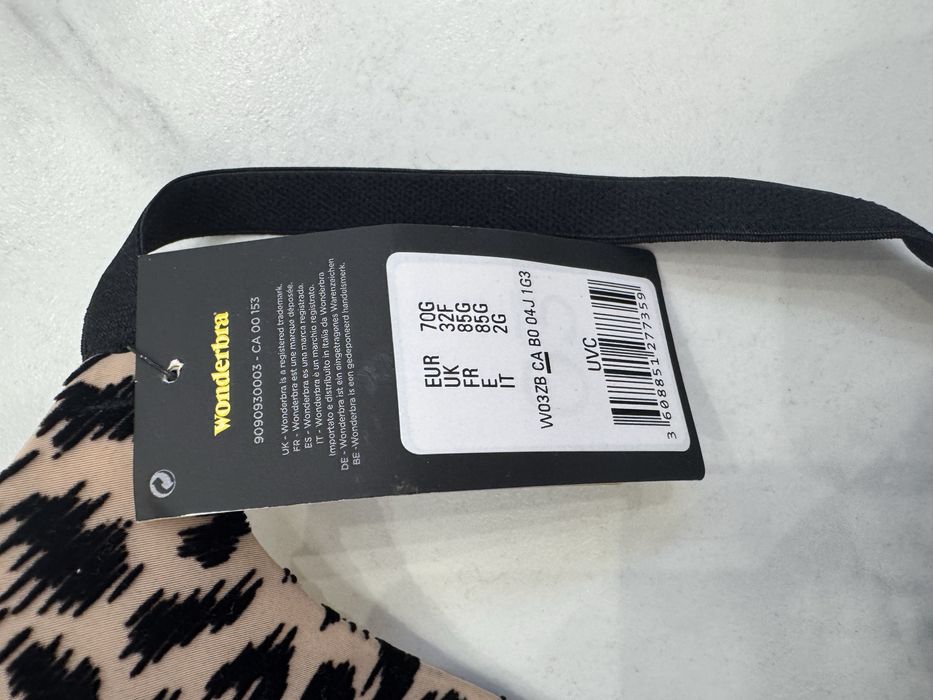 Wonderbra
9090930003 - CA 00 153
UK - Wonderbra is a registered trademark.
FR - Wonderbra est une marque déposée.
ES - Wonderbra es una marca registrada.
IT - Wonderbra è un marchio registrato.
Importato e distribuito in Italia da Wonderbra
DE - Wonderbra ist ein eingetragenes Warenzeichen
BE - Wonderbra is een gedeponeerd handelsmerk.
EUR 70G
UK 32F
FR 85G
E 85G
IT 2G
W03ZB CA B0 04J 1G3
UVC
3 608851 277359